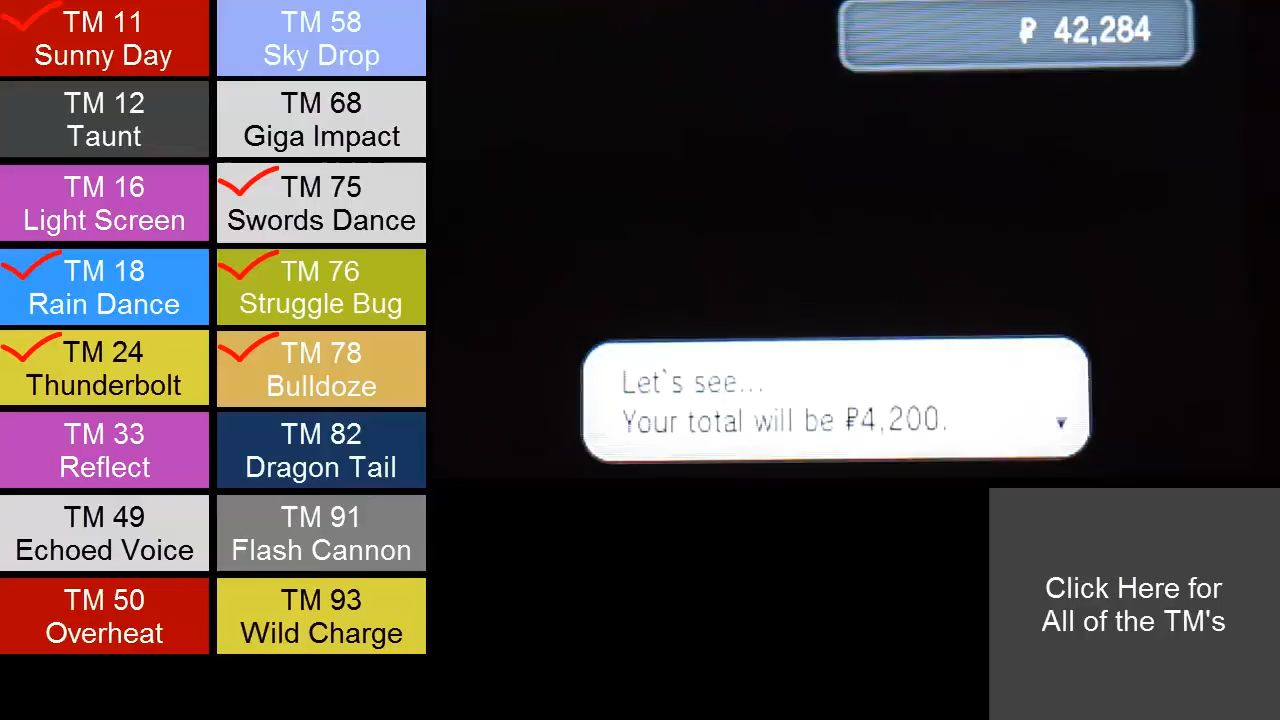 TM 11
Sunny Day
TM 12
Taunt
TM 16
Light Screen
TM 18
Rain Dance
TM 24
Thunderbolt
TM 33
Reflect
TM 49
Echoed Voice
TM 50
Overheat
TM 58
Sky Drop
TM 68
Giga Impact
TM 75
Swords Dance
TM 76
Struggle Bug
TM 78
Bulldoze
TM 82
Dragon Tail
TM 91
Flash Cannon
TM 93
Wild Charge
₽ 42,284
Let`s see...
Your total will be ₽4,200.
Click Here for
All of the TM's